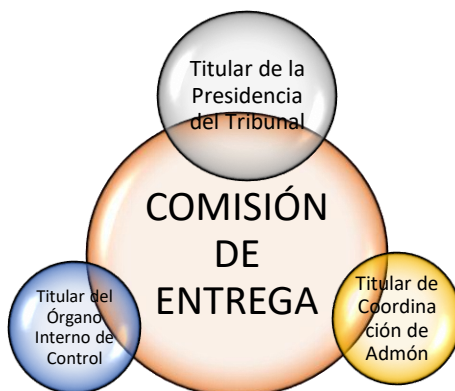 Titular de la
Presidencia
del Tribunal
COMISIÓN
DE
ENTREGA
Titular del
Órgano
Interno de
Control
Titular de
Coordina
ción de
Admón